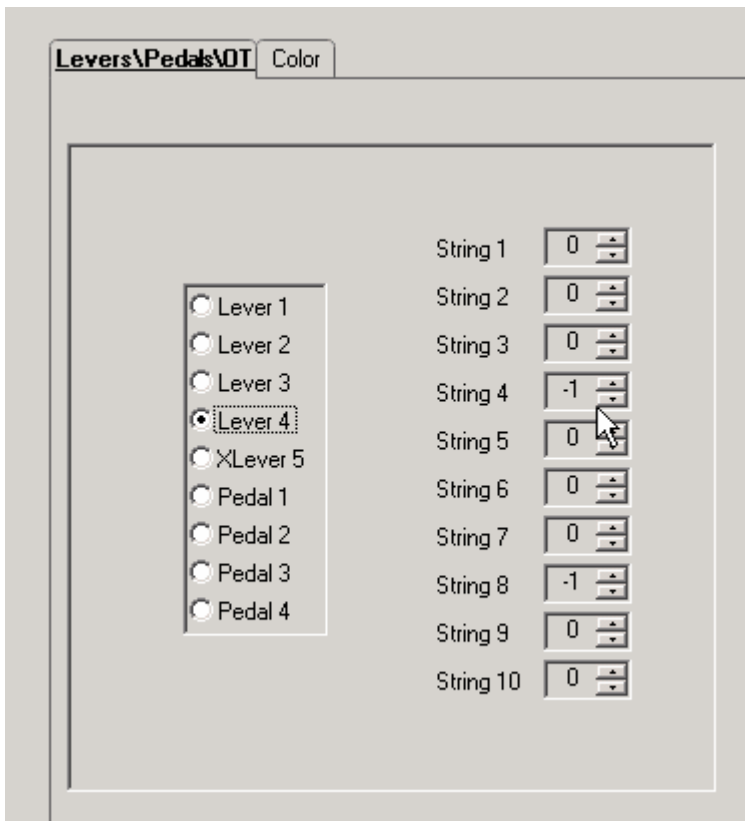 Levers\Pedals\OT Color
Lever 1
Lever 2
Lever 3
Lever 4
XLever 5
Pedal 1
Pedal 2
Pedal 3
Pedal 4
String 1 0
String 2 0
String 3 0
String 4 -1
String 5 0
String 6 0
String 7 0
String 8 -1
String 9 0
String 10 0